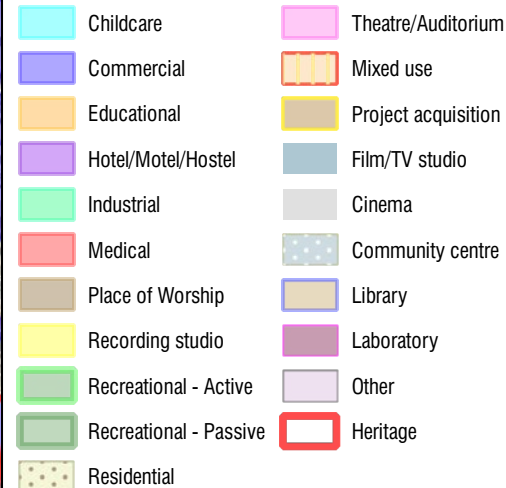 Childcare
Commercial
Educational
Hotel/Motel/Hostel
Industrial
Medical
Place of Worship
Recording studio
Recreational - Active
Recreational - Passive
Residential
Theatre/Auditorium
Mixed use
Project acquisition
Film/TV studio
Cinema
Community centre
Library
Laboratory
Other
Heritage